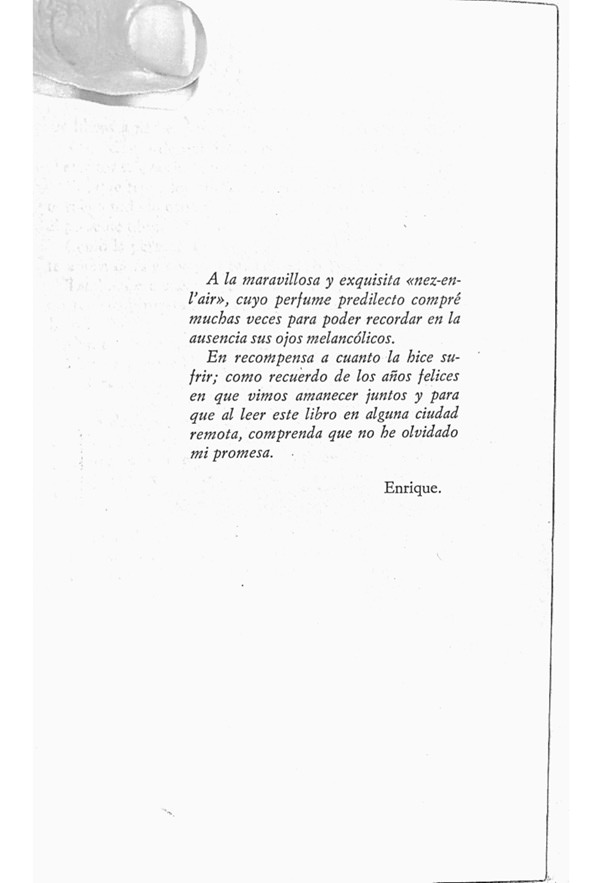 A la maravillosa y exquisita «nez-en-
l'air», cuyo perfume predilecto compré
muchas veces para poder recordar en la
ausencia sus ojos melancólicos.
En recompensa a cuanto la hice su-
frir; como recuerdo de los años felices
en que vimos amanecer juntos y para
que al leer este libro en alguna ciudad
remota, comprenda que no he olvidado
mi promesa.
Enrique.